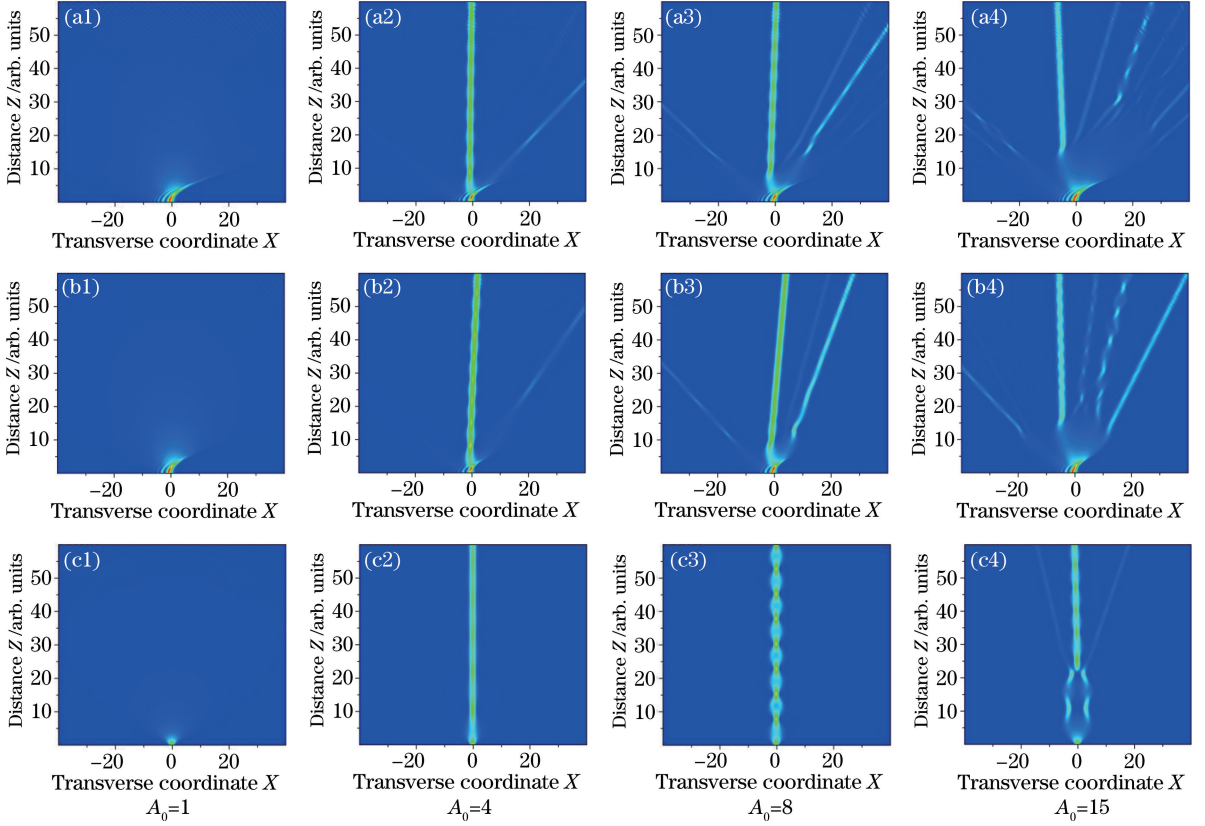 (a1) (a2) (a3) (a4)
Distance Z /arb. units Distance Z /arb. units Distance Z /arb. units Distance Z /arb. units
50 50 50 50
40 40 40 40
30 30 30 30
20 20 20 20
10 10 10 10
−20 0 20 −20 0 20 −20 0 20 −20 0 20
Transverse coordinate X Transverse coordinate X Transverse coordinate X Transverse coordinate X
(b1) (b2) (b3) (b4)
Distance Z /arb. units Distance Z /arb. units Distance Z /arb. units Distance Z /arb. units
50 50 50 50
40 40 40 40
30 30 30 30
20 20 20 20
10 10 10 10
−20 0 20 −20 0 20 −20 0 20 −20 0 20
Transverse coordinate X Transverse coordinate X Transverse coordinate X Transverse coordinate X
(c1) (c2) (c3) (c4)
Distance Z /arb. units Distance Z /arb. units Distance Z /arb. units Distance Z /arb. units
50 50 50 50
40 40 40 40
30 30 30 30
20 20 20 20
10 10 10 10
−20 0 20 −20 0 20 −20 0 20 −20 0 20
Transverse coordinate X Transverse coordinate X Transverse coordinate X Transverse coordinate X
A₀=1 A₀=4 A₀=8 A₀=15